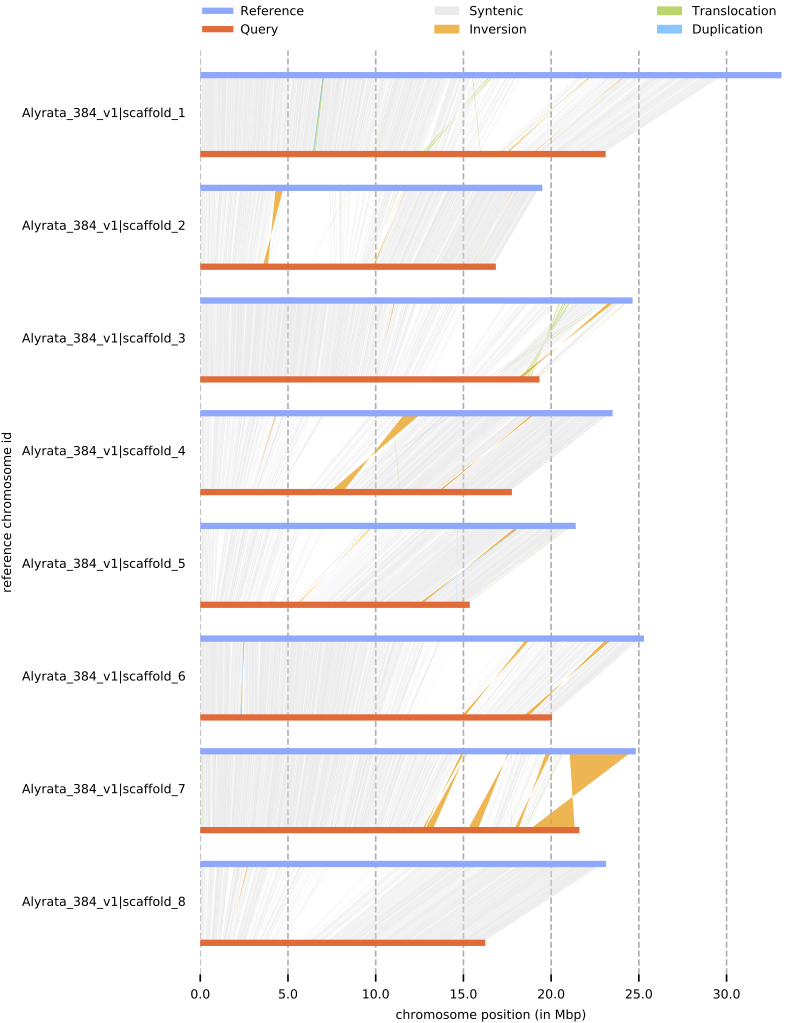 Reference Syntenic Translocation
Query Inversion Duplication
Alyrata_384_v1|scaffold_1
Alyrata_384_v1|scaffold_2
Alyrata_384_v1|scaffold_3
Alyrata_384_v1|scaffold_4
reference chromosome id
Alyrata_384_v1|scaffold_5
Alyrata_384_v1|scaffold_6
Alyrata_384_v1|scaffold_7
Alyrata_384_v1|scaffold_8
0.0 5.0 10.0 15.0 20.0 25.0 30.0
chromosome position (in Mbp)